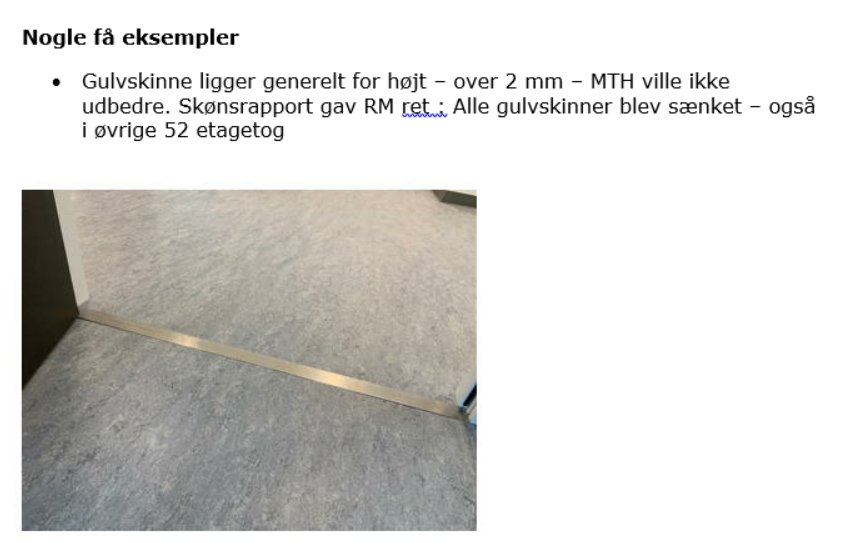 Nogle få eksempler
• Gulvskinne ligger generelt for højt – over 2 mm – MTH ville ikke
udbedre. Skønsrapport gav RM ret ; Alle gulvskinner blev sænket – også
i øvrige 52 etagetog